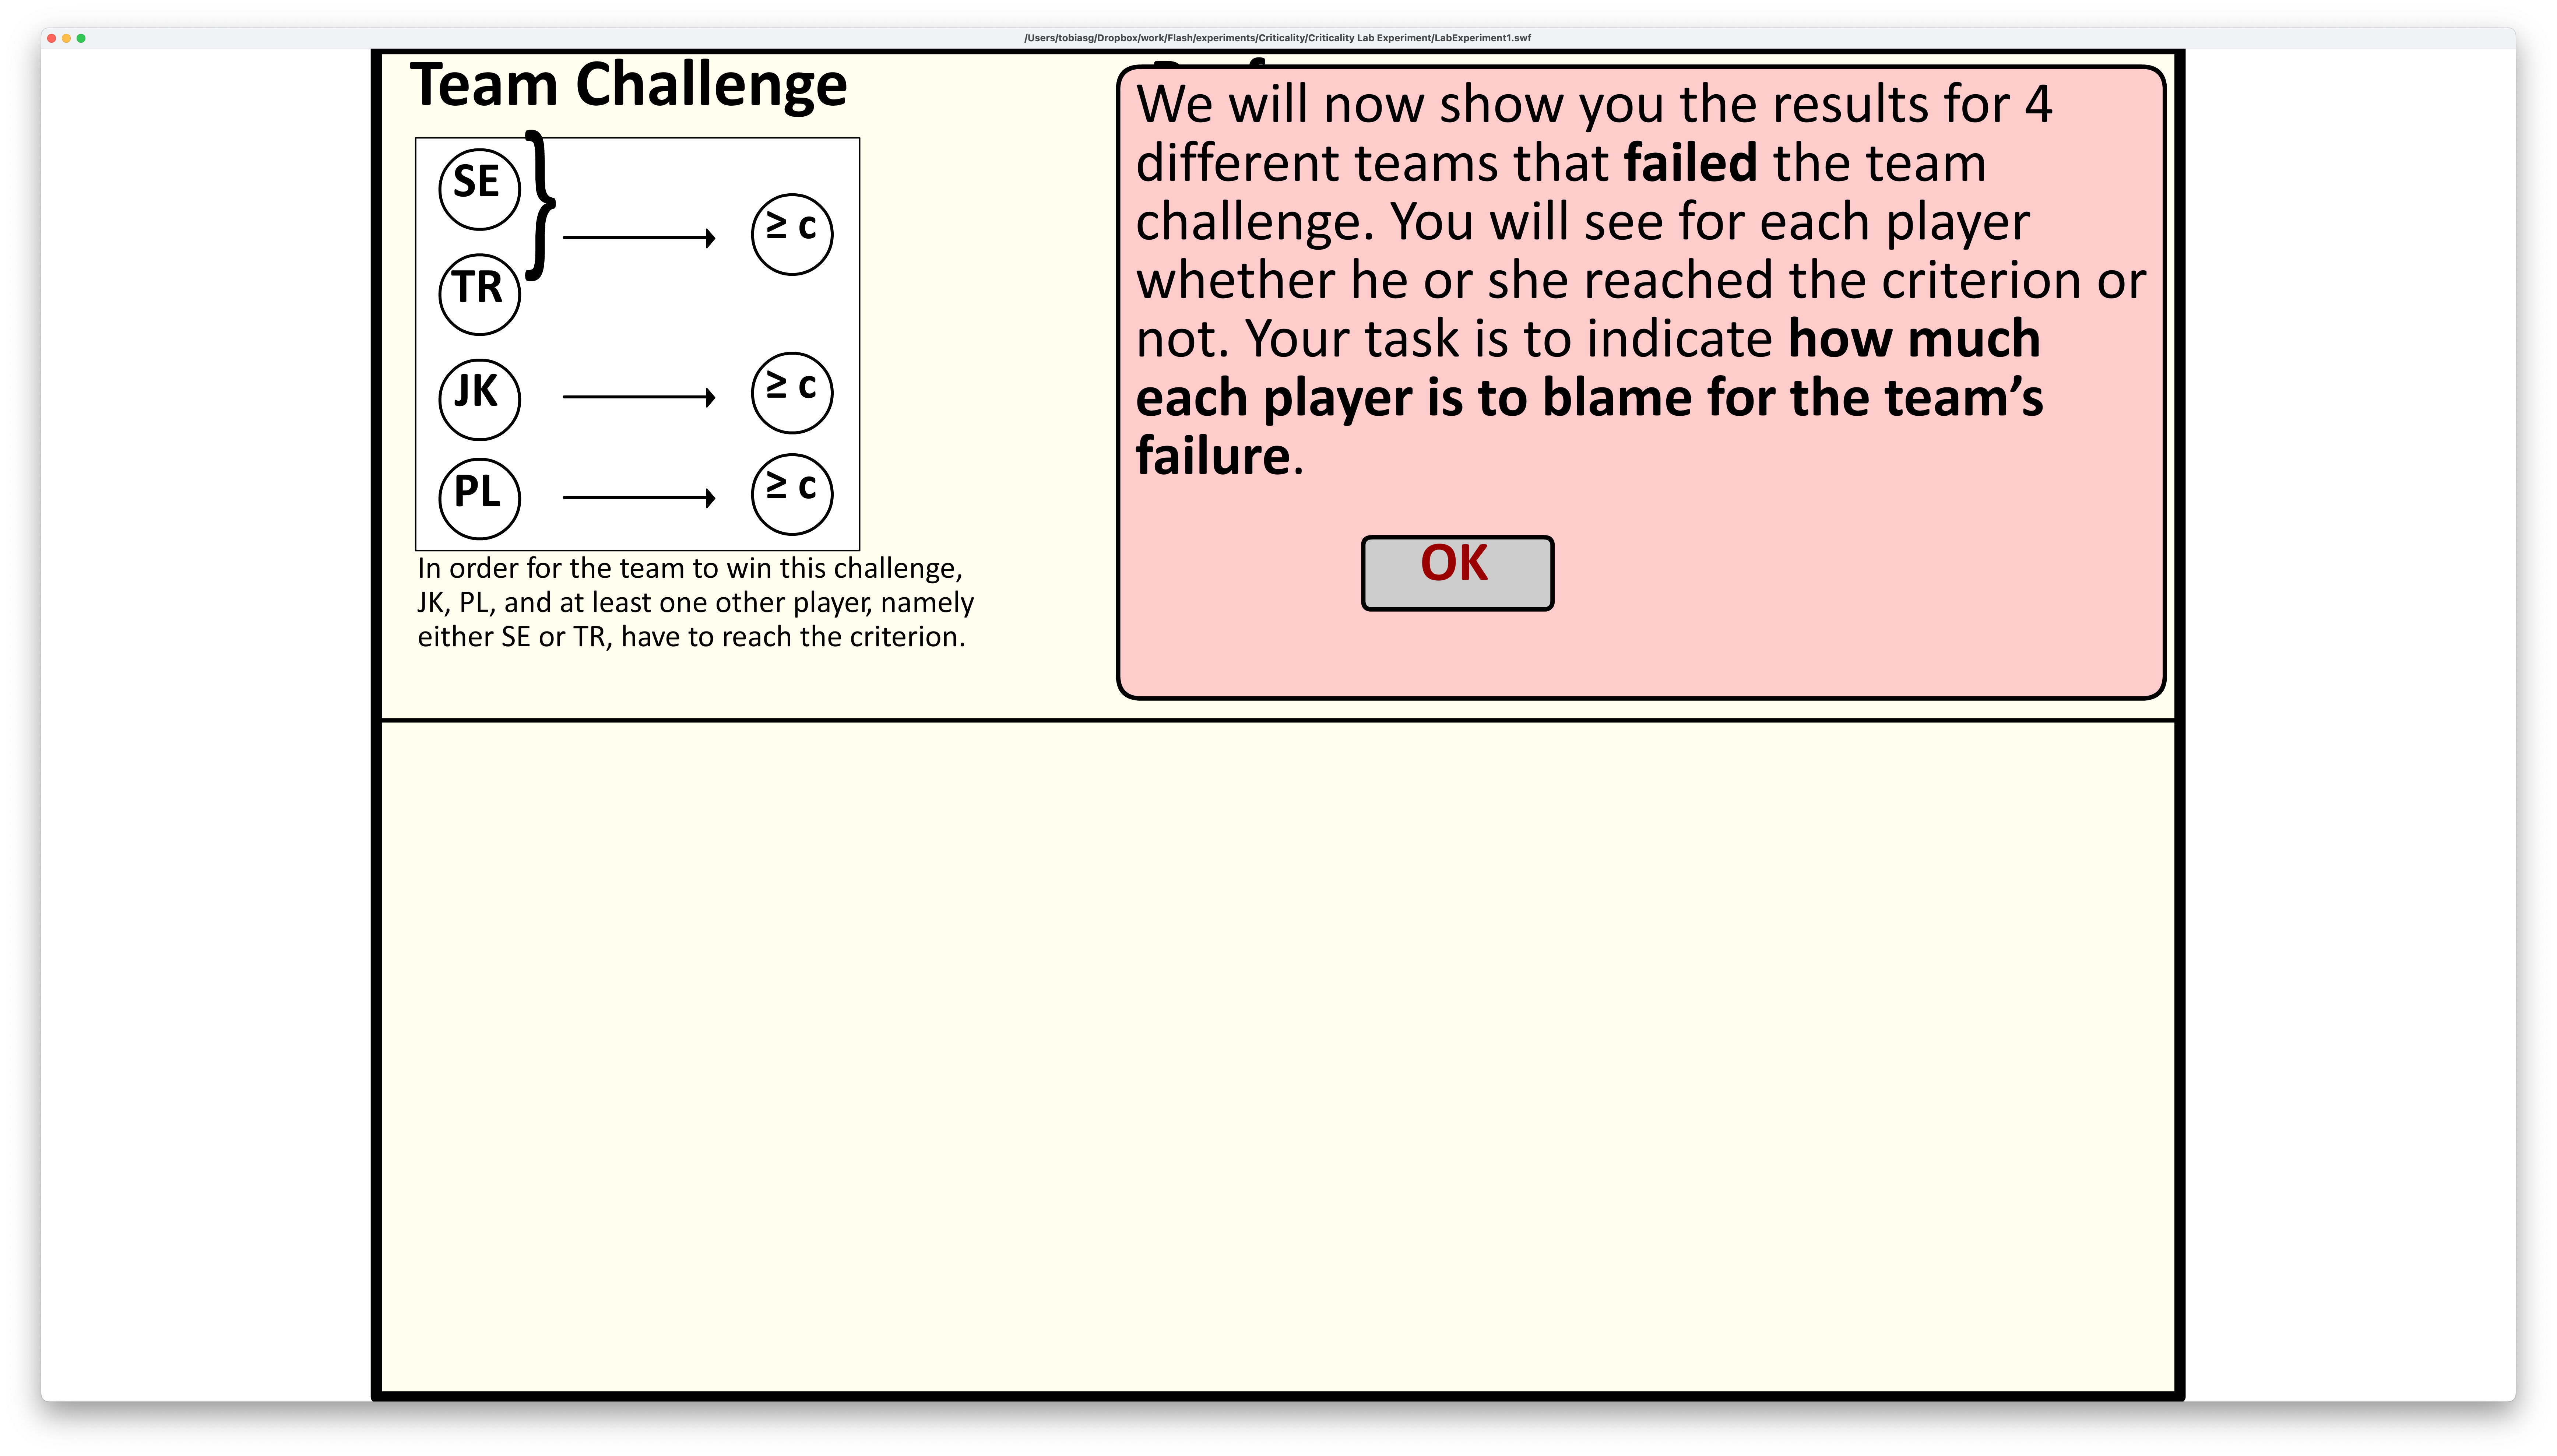 /Users/tobiasg/Dropbox/work/Flash/experiments/Criticality/Criticality Lab Experiment/LabExperiment1.swf
Team Challenge
SE
TR
JK
PL
≥ c
≥ c
≥ c
In order for the team to win this challenge,
JK, PL, and at least one other player, namely
either SE or TR, have to reach the criterion.
We will now show you the results for 4
different teams that failed the team
challenge. You will see for each player
whether he or she reached the criterion or
not. Your task is to indicate how much
each player is to blame for the team’s
failure.
OK